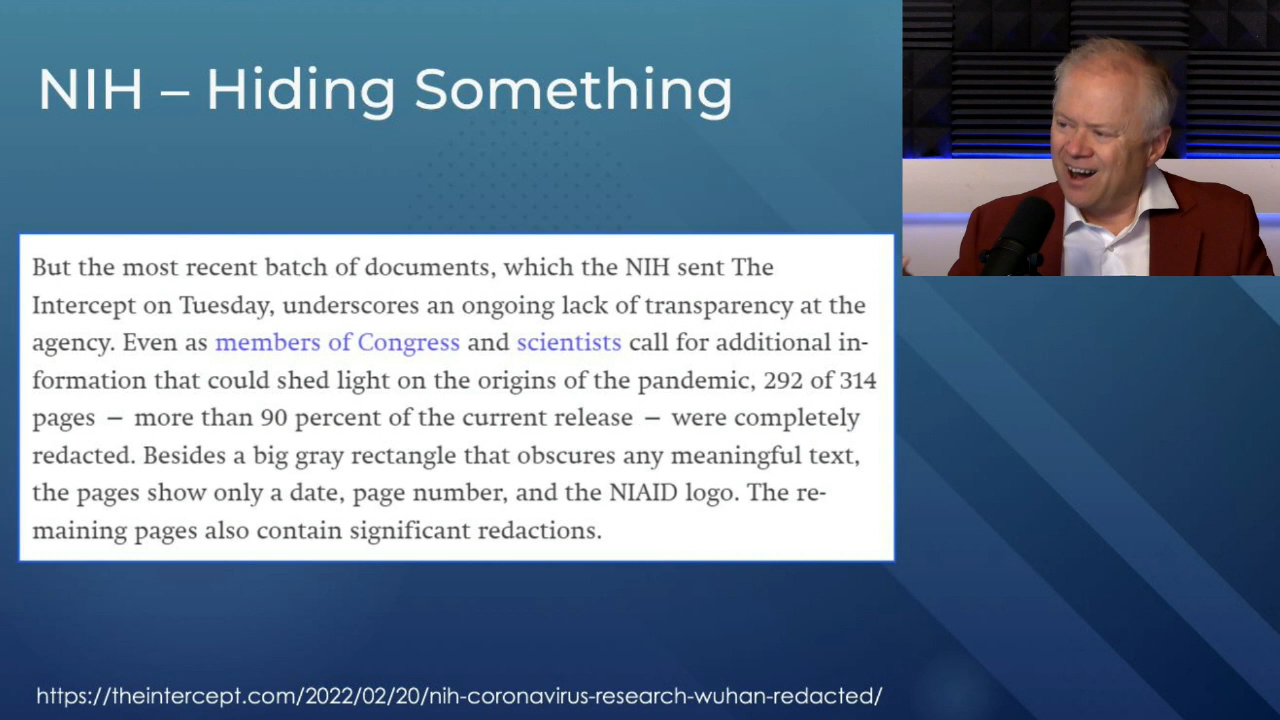 NIH – Hiding Something
But the most recent batch of documents, which the NIH sent The
Intercept on Tuesday, underscores an ongoing lack of transparency at the
agency. Even as members of Congress and scientists call for additional in-
formation that could shed light on the origins of the pandemic, 292 of 314
pages – more than 90 percent of the current release – were completely
redacted. Besides a big gray rectangle that obscures any meaningful text,
the pages show only a date, page number, and the NIAID logo. The re-
maining pages also contain significant redactions.
https://theintercept.com/2022/02/20/nih-coronavirus-research-wuhan-redacted/